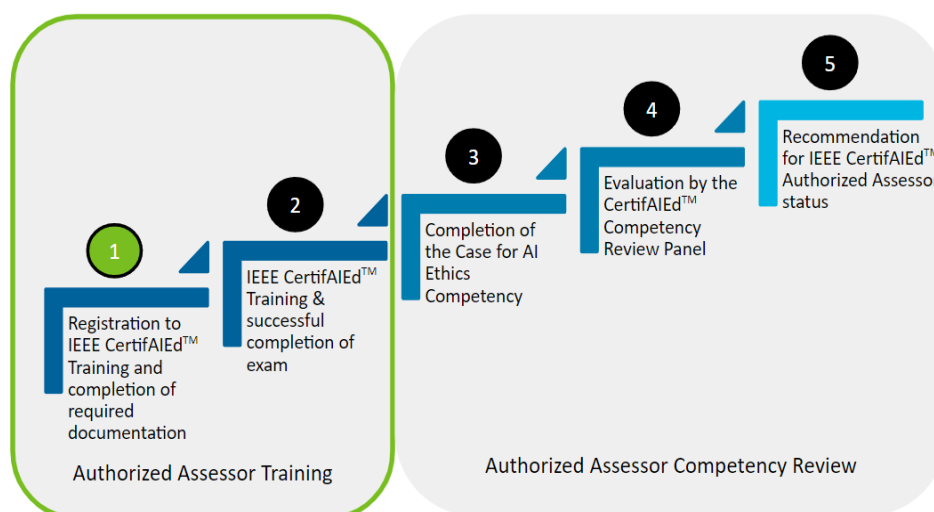 1
Registration to
IEEE CertifAIEd™
Training and
completion of
required
documentation
2
IEEE CertifAIEd™
Training &
successful
completion of
exam
Authorized Assessor Training
3
Completion of
the Case for AI
Ethics
Competency
4
Evaluation by the
CertifAIEd™
Competency
Review Panel
5
Recommendation
for IEEE CertifAIEd™
Authorized Assessor
status
Authorized Assessor Competency Review